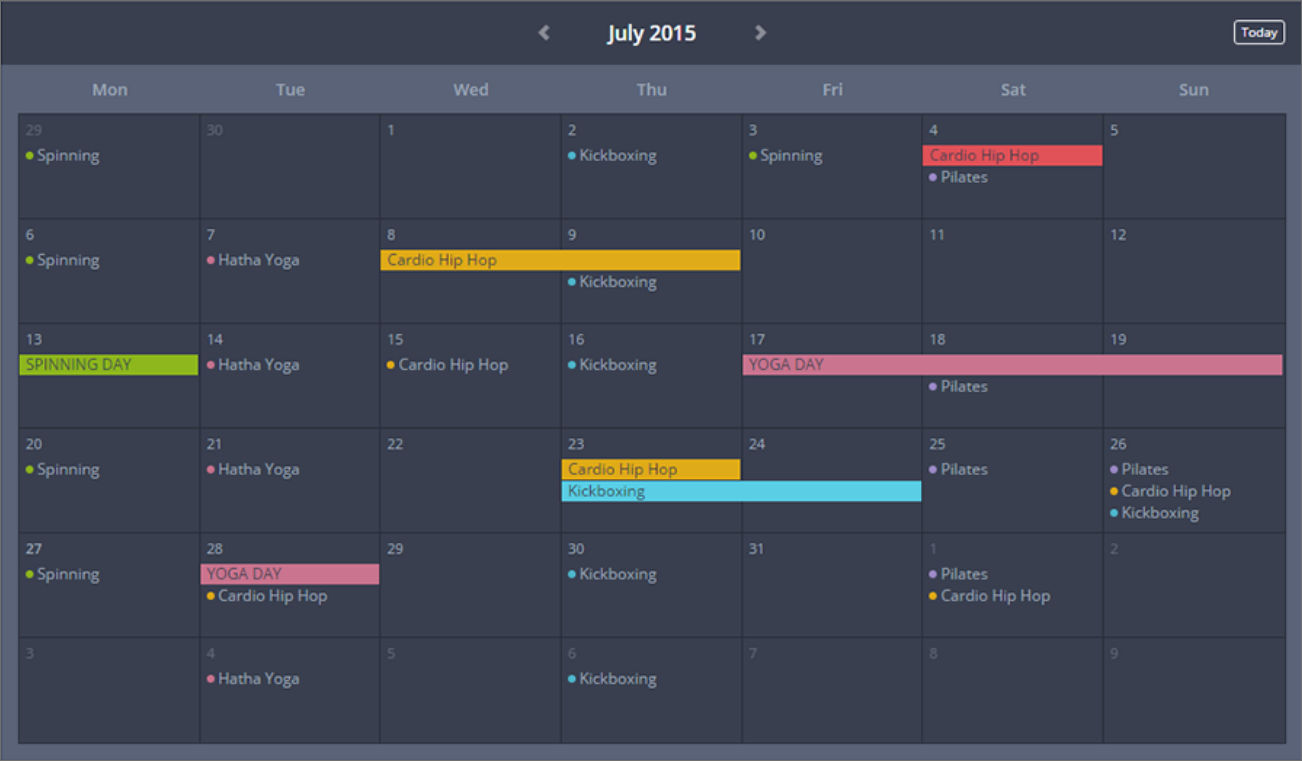 July 2015
Today
Mon Tue Wed Thu Fri Sat Sun
29 30 1 2 3 4 5
Spinning Kickboxing Spinning Cardio Hip Hop
Pilates
6 7 8 9 10 11 12
Spinning Hatha Yoga Cardio Hip Hop
Kickboxing
13 14 15 16 17 18 19
SPINNING DAY Hatha Yoga Cardio Hip Hop Kickboxing YOGA DAY
Pilates
20 21 22 23 24 25 26
Spinning Hatha Yoga Cardio Hip Hop Pilates Pilates
Kickboxing Cardio Hip Hop
Kickboxing
27 28 29 30 31 1 2
Spinning YOGA DAY Kickboxing Pilates
Cardio Hip Hop Cardio Hip Hop
3 4 5 6 7 8 9
Hatha Yoga Kickboxing